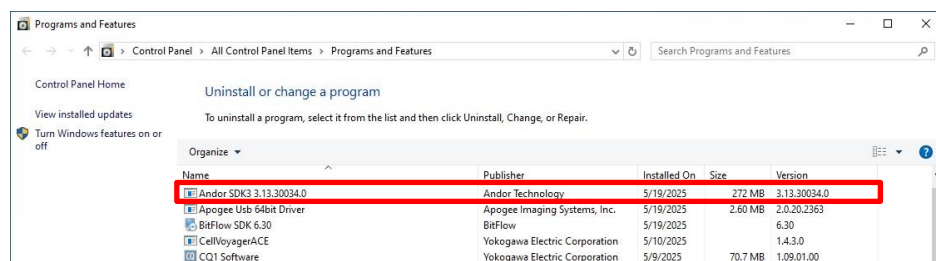 Programs and Features
Control Panel > All Control Panel Items > Programs and Features
Search Programs and Features
Control Panel Home
View installed updates
Turn Windows features on or
off
Uninstall or change a program
To uninstall a program, select it from the list and then click Uninstall, Change, or Repair.
Organize
Name Publisher Installed On Size Version
Andor SDK3 3.13.30034.0 Andor Technology 5/19/2025 272 MB 3.13.30034.0
Apogee Usb 64bit Driver Apogee Imaging Systems, Inc. 5/19/2025 2.60 MB 2.0.20.2363
BitFlow SDK 6.30 BitFlow 5/19/2025 6.30
CellVoyagerACE Yokogawa Electric Corporation 5/10/2025 1.4.3.0
CQ1 Software Yokogawa Electric Corporation 5/9/2025 70.7 MB 1.09.01.00